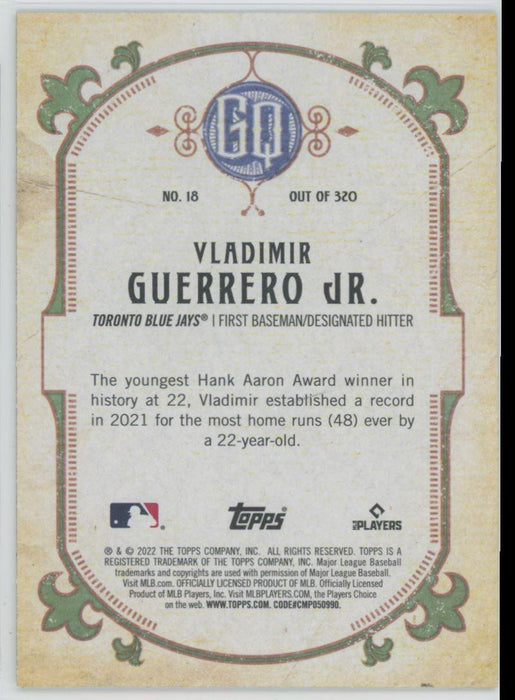 GQ
NO. 18 OUT OF 320
VLADIMIR
GUERRERO JR.
TORONTO BLUE JAYS® | FIRST BASEMAN/DESIGNATED HITTER
The youngest Hank Aaron Award winner in
history at 22, Vladimir established a record
in 2021 for the most home runs (48) ever by
a 22-year-old.
topps
MLB PLAYERS
® & © 2022 THE TOPPS COMPANY, INC. ALL RIGHTS RESERVED. TOPPS IS A
REGISTERED TRADEMARK OF THE TOPPS COMPANY, INC. Major League Baseball
trademarks and copyrights are used with permission of Major League Baseball.
Visit MLB.com. OFFICIALLY LICENSED PRODUCT OF MLB. Officially Licensed
Product of MLB Players, Inc. Visit MLBPLAYERS.COM, the Players Choice
on the web. WWW.TOPPS.COM. CODE#CMP050990.